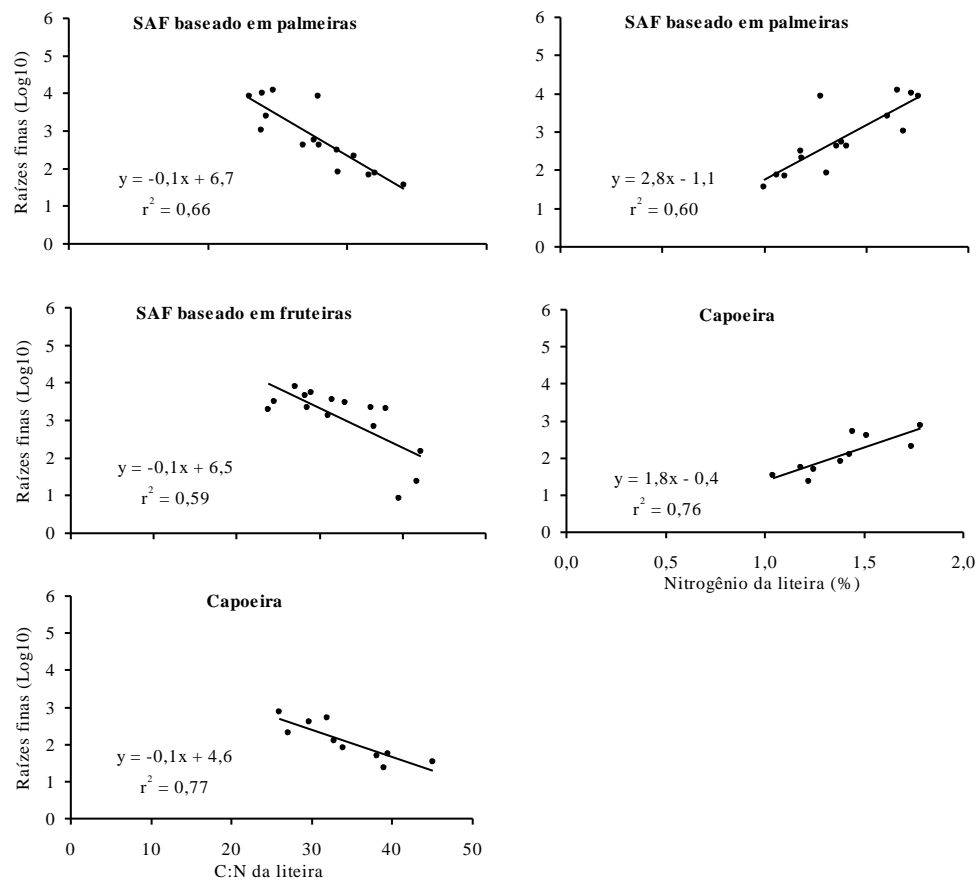 SAF baseado em palmeiras
6
5
4
3
2
1
0
Raízes finas (Log10)
y = -0,1x + 6,7
r² = 0,66
SAF baseado em palmeiras
6
5
4
3
2
1
0
y = 2,8x - 1,1
r² = 0,60
SAF baseado em fruteiras
6
5
4
3
2
1
0
Raízes finas (Log10)
y = -0,1x + 6,5
r² = 0,59
Capoeira
6
5
4
3
2
1
0
y = 1,8x - 0,4
r² = 0,76
0,0 0,5 1,0 1,5 2,0
Nitrogênio da liteira (%)
Capoeira
6
5
4
3
2
1
0
Raízes finas (Log10)
y = -0,1x + 4,6
r² = 0,77
0 10 20 30 40 50
C:N da liteira